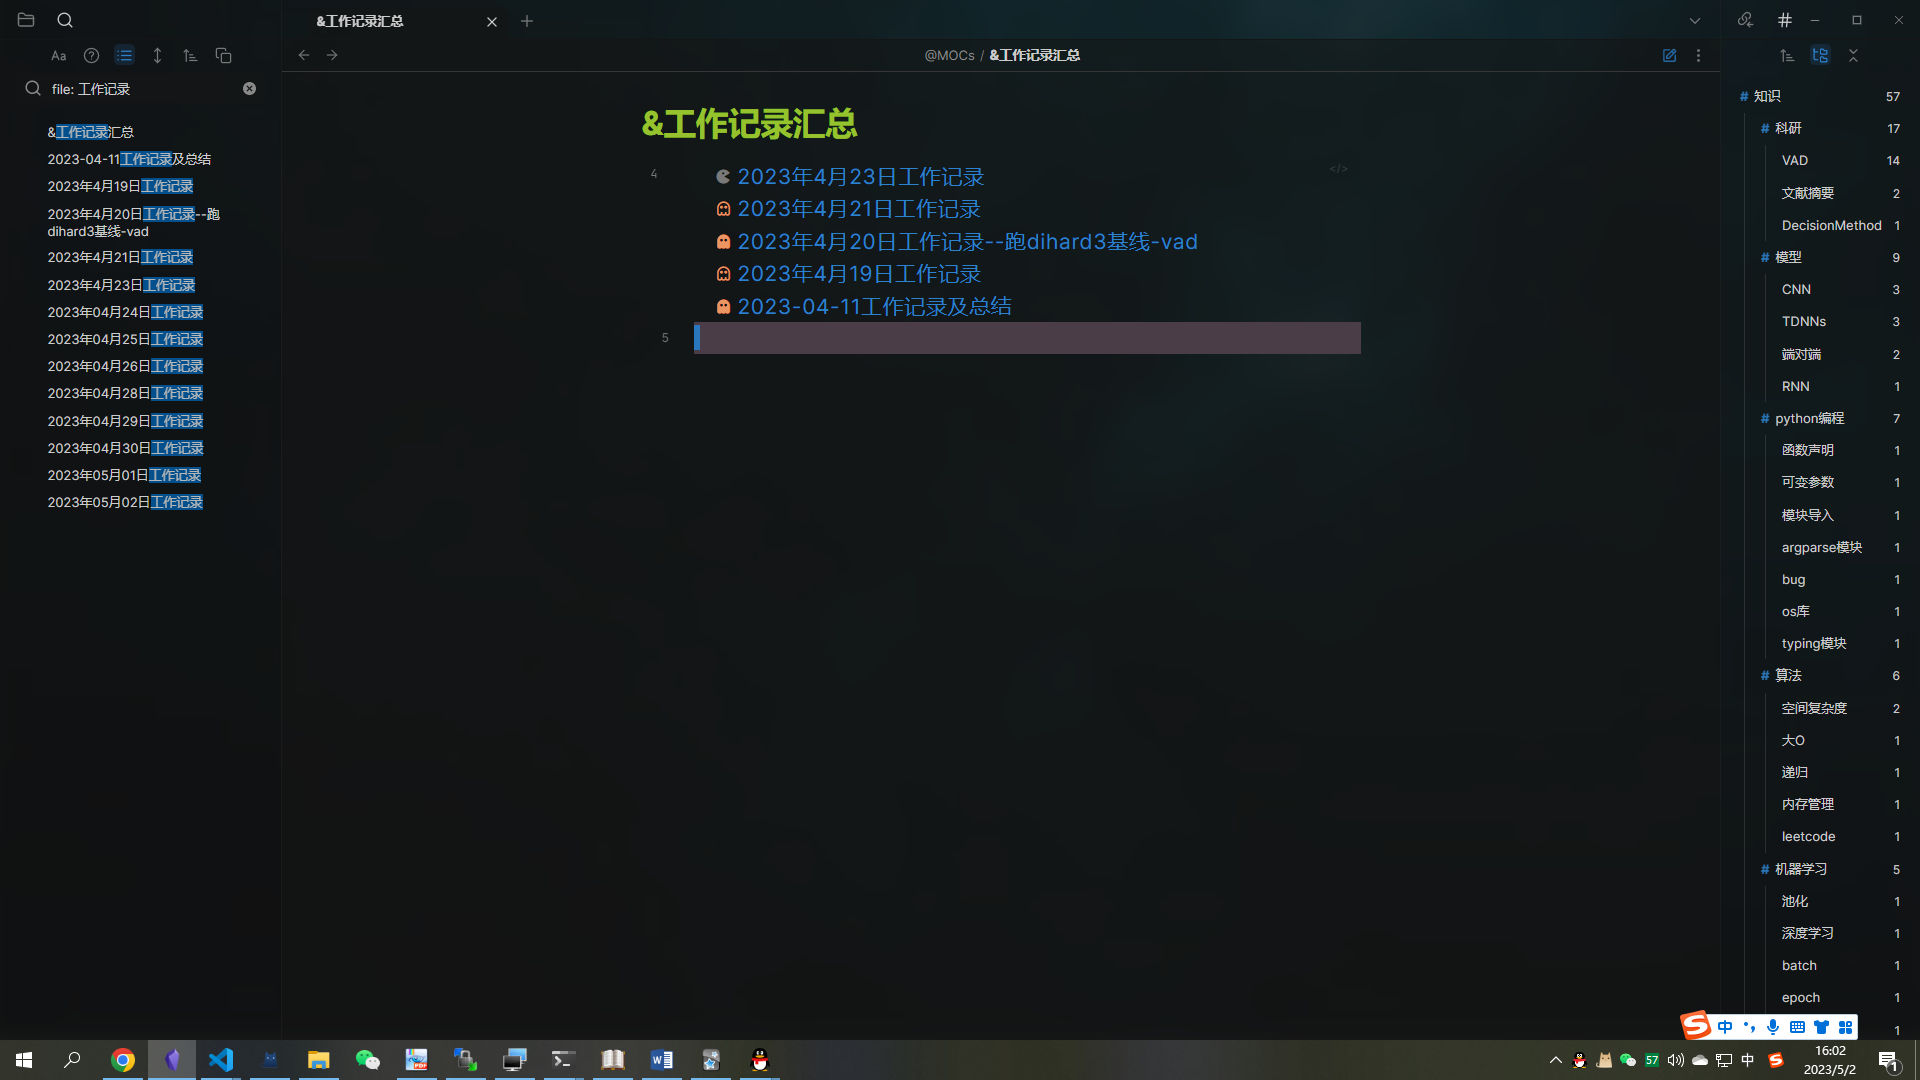 &工作记录汇总
Aa
file: 工作记录
&工作记录汇总
2023-04-11工作记录及总结
2023年4月19日工作记录
2023年4月20日工作记录--跑
dihard3基线-vad
2023年4月21日工作记录
2023年4月23日工作记录
2023年04月24日工作记录
2023年04月25日工作记录
2023年04月26日工作记录
2023年04月28日工作记录
2023年04月29日工作记录
2023年04月30日工作记录
2023年05月01日工作记录
2023年05月02日工作记录
@MOCs / &工作记录汇总
&工作记录汇总
4
2023年4月23日工作记录
</>
2023年4月21日工作记录
2023年4月20日工作记录--跑dihard3基线-vad
2023年4月19日工作记录
2023-04-11工作记录及总结
5
# 知识 57
# 科研 17
VAD 14
文献摘要 2
DecisionMethod 1
# 模型 9
CNN 3
TDNNs 3
端对端 2
RNN 1
# python编程 7
函数声明 1
可变参数 1
模块导入 1
argparse模块 1
bug 1
os库 1
typing模块 1
# 算法 6
空间复杂度 2
大O 1
递归 1
内存管理 1
leetcode 1
# 机器学习 5
池化 1
深度学习 1
batch 1
epoch 1
1
S 中
PDF
W
57
中
S
16:02
2023/5/2
1